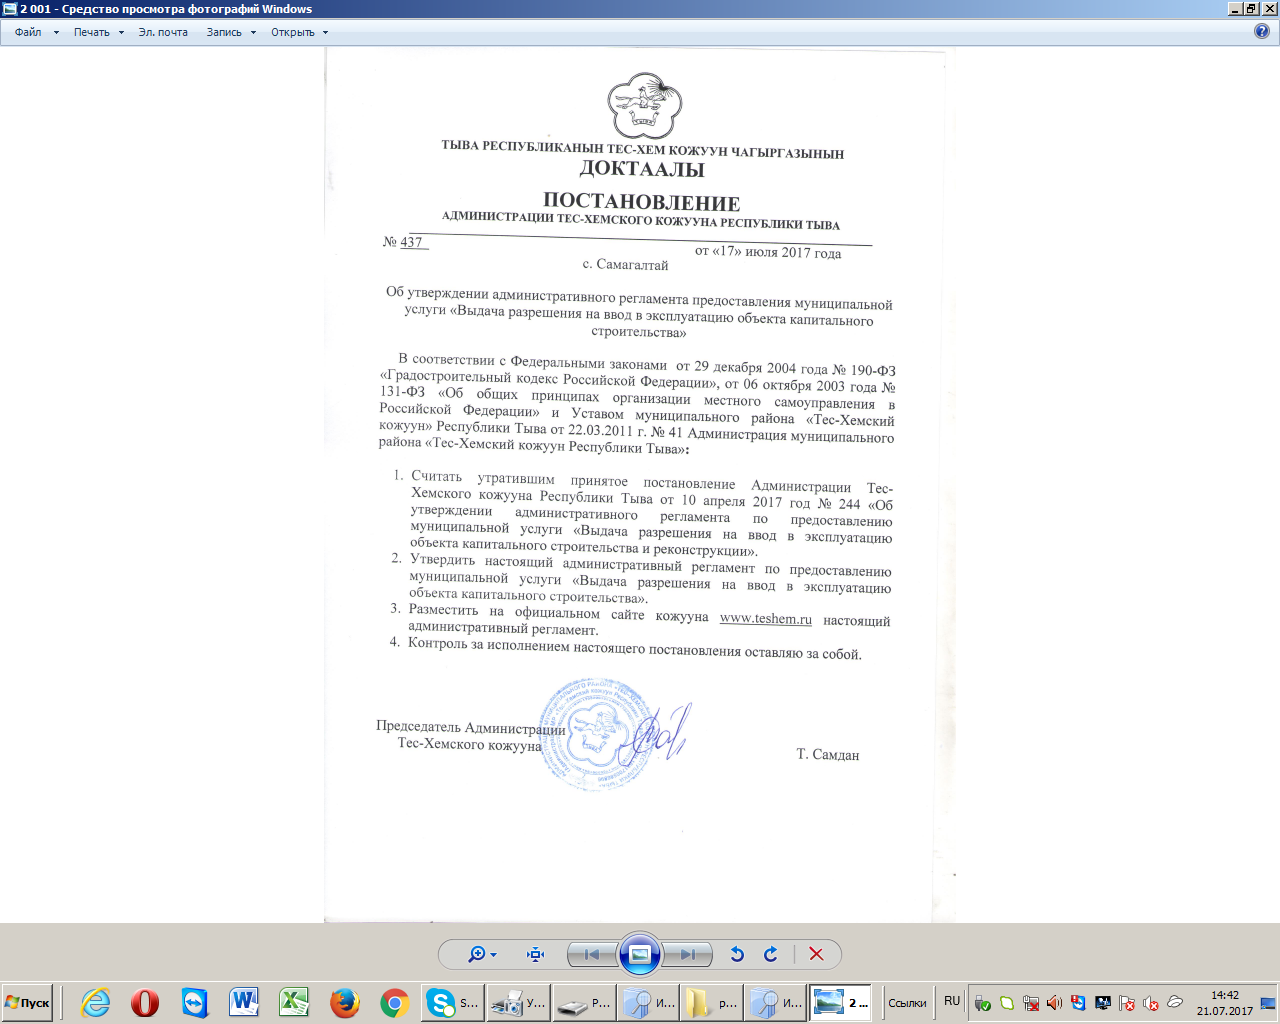 2 001 - Средство просмотра фотографий Windows
Файл Печать Эл. почта Запись Открыть
ТЫВА РЕСПУБЛИКАНЫН ТЕС-ХЕМ КОЖУУН ЧАГЫРГАЗЫНЫН
ДОКТААЛЫ
ПОСТАНОВЛЕНИЕ
АДМИНИСТРАЦИИ ТЕС-ХЕМСКОГО КОЖУУНА РЕСПУБЛИКИ ТЫВА
№ 437
от «17» июля 2017 года
с. Самагалтай
Об утверждении административного регламента предоставления муниципальной
услуги «Выдача разрешения на ввод в эксплуатацию объекта капитального
строительства»
В соответствии с Федеральными законами от 29 декабря 2004 года № 190-ФЗ
«Градостроительный кодекс Российской Федерации», от 06 октября 2003 года №
131-ФЗ «Об общих принципах организации местного самоуправления в
Российской Федерации» и Уставом муниципального района «Тес-Хемский
кожуун» Республики Тыва от 22.03.2011 г. № 41 Администрация муниципального
района «Тес-Хемский кожуун Республики Тыва»:
1. Считать утратившим принятое постановление Администрации Тес-
Хемского кожууна Республики Тыва от 10 апреля 2017 год № 244 «Об
утверждении административного регламента по предоставлению
муниципальной услуги «Выдача разрешения на ввод в эксплуатацию
объекта капитального строительства и реконструкции».
2. Утвердить настоящий административный регламент по предоставлению
муниципальной услуги «Выдача разрешения на ввод в эксплуатацию
объекта капитального строительства».
3. Разместить на официальном сайте кожууна www.teshem.ru настоящий
административный регламент.
4. Контроль за исполнением настоящего постановления оставляю за собой.
Председатель Администрации
Тес-Хемского кожууна
Т. Самдан
Пуск S... У... Р... И... р... И... 2 ... Ссылки RU 14:42
21.07.2017